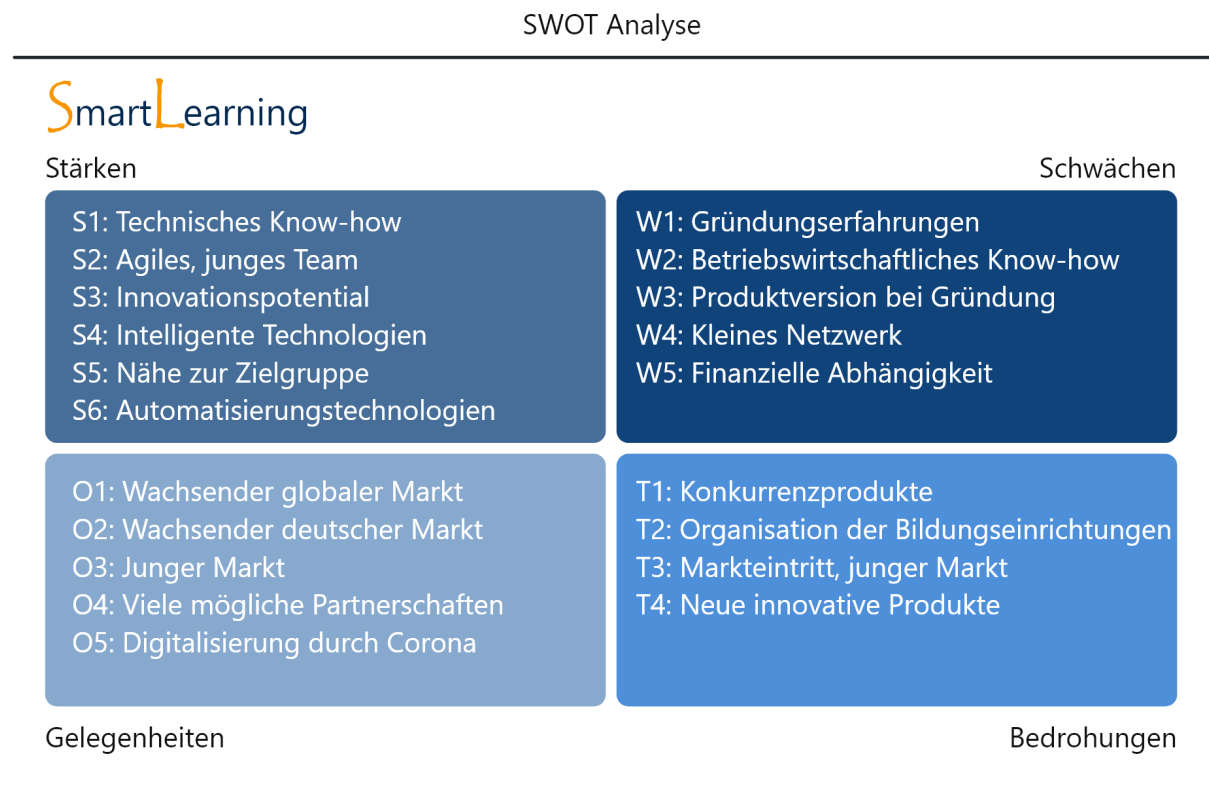 SWOT Analyse
SmartLearning
Stärken
Schwächen
S1: Technisches Know-how
S2: Agiles, junges Team
S3: Innovationspotential
S4: Intelligente Technologien
S5: Nähe zur Zielgruppe
S6: Automatisierungstechnologien
W1: Gründungserfahrungen
W2: Betriebswirtschaftliches Know-how
W3: Produktversion bei Gründung
W4: Kleines Netzwerk
W5: Finanzielle Abhängigkeit
O1: Wachsender globaler Markt
O2: Wachsender deutscher Markt
O3: Junger Markt
O4: Viele mögliche Partnerschaften
O5: Digitalisierung durch Corona
T1: Konkurrenzprodukte
T2: Organisation der Bildungseinrichtungen
T3: Markteintritt, junger Markt
T4: Neue innovative Produkte
Gelegenheiten
Bedrohungen